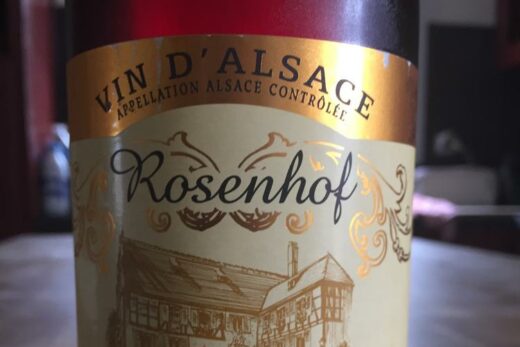 VIN D'ALSACE
APPELLATION ALSACE CONTRÔLÉE
Rosenhof